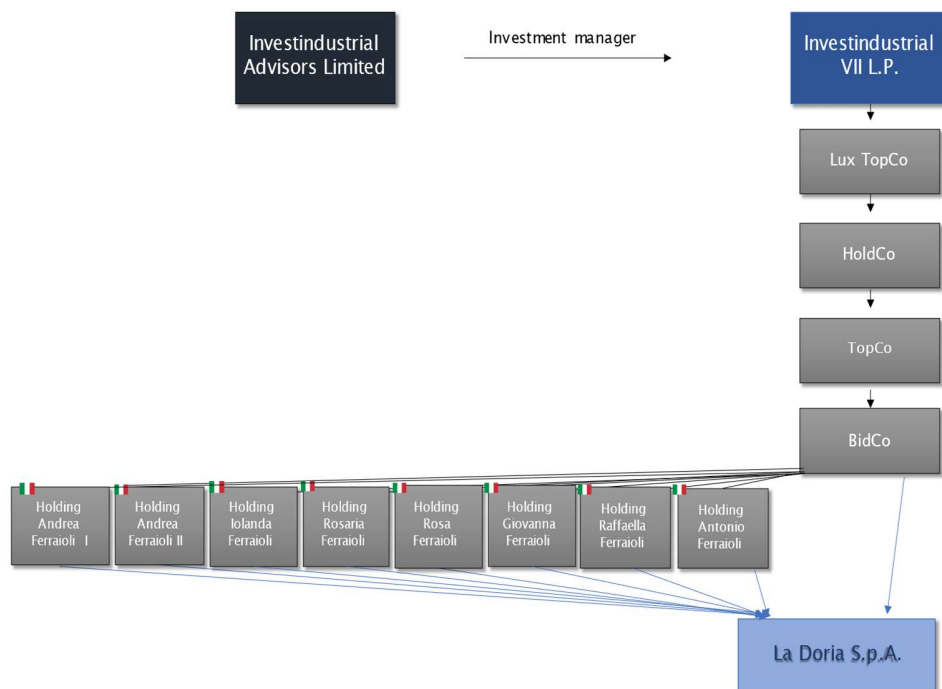 Investindustrial
Advisors Limited
Investment manager
Investindustrial
VII L.P.
Lux TopCo
HoldCo
TopCo
BidCo
Holding
Andrea
Ferraioli I
Holding
Andrea
Ferraioli II
Holding
Iolanda
Ferraioli
Holding
Rosaria
Ferraioli
Holding
Rosa
Ferraioli
Holding
Giovanna
Ferraioli
Holding
Raffaella
Ferraioli
Holding
Antonio
Ferraioli
La Doria S.p.A.